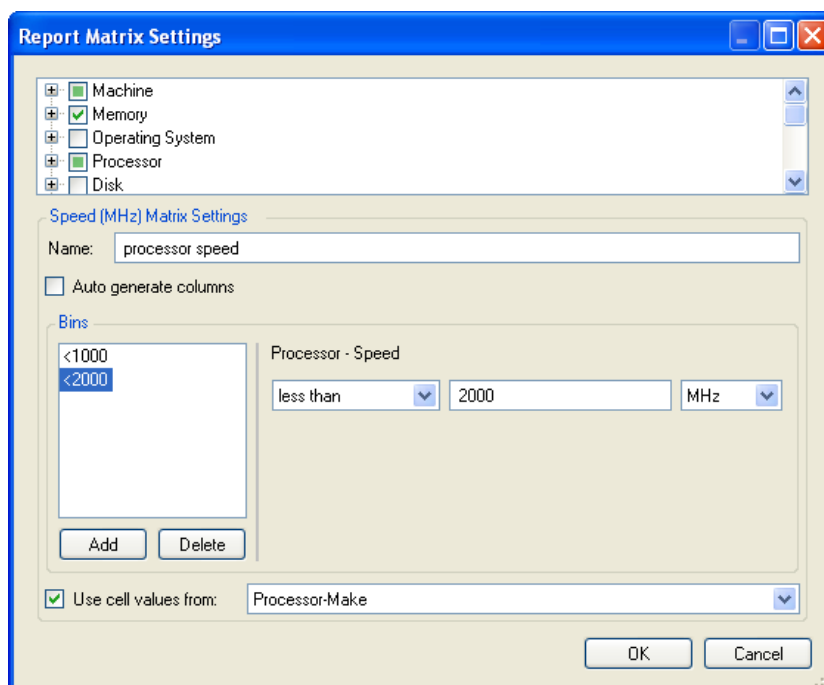 Report Matrix Settings
Machine
Memory
Operating System
Processor
Disk
Speed (MHz) Matrix Settings
Name: processor speed
Auto generate columns
Bins
<1000
<2000
Processor - Speed
less than 2000 MHz
Add Delete
Use cell values from: Processor-Make
OK Cancel